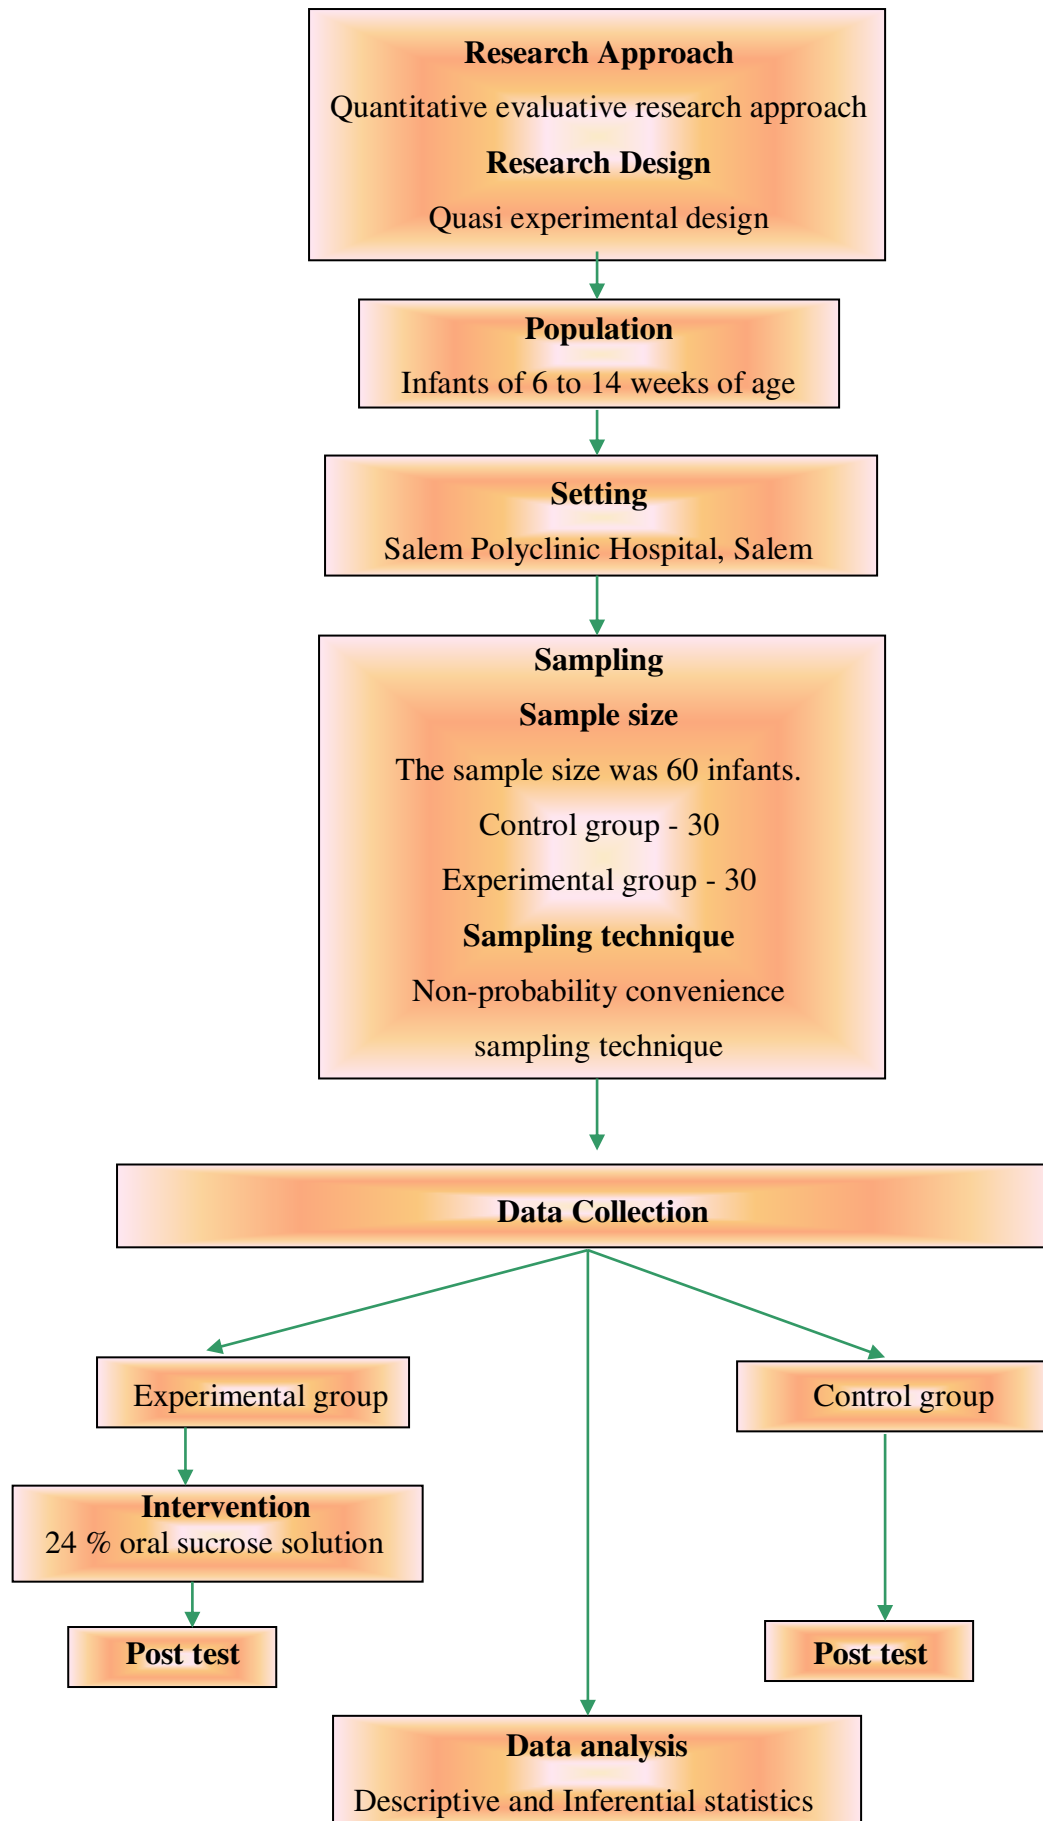 Research Approach
Quantitative evaluative research approach
Research Design
Quasi experimental design
Population
Infants of 6 to 14 weeks of age
Setting
Salem Polyclinic Hospital, Salem
Sampling
Sample size
The sample size was 60 infants.
Control group - 30
Experimental group - 30
Sampling technique
Non-probability convenience
sampling technique
Data Collection
Experimental group
Control group
Intervention
24 % oral sucrose solution
Post test
Post test
Data analysis
Descriptive and Inferential statistics